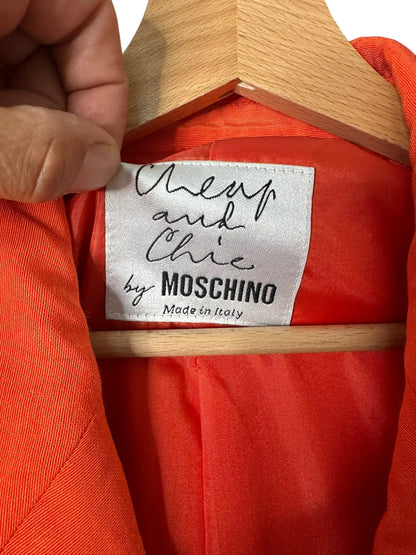 Cheap
and
Chic
by MOSCHINO
Made in Italy